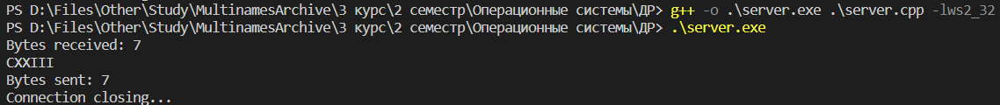 PS D:\Files\Other\Study\MultinamesArchive\3 курс\2 семестр\Операционные системы\ДР> g++ -o .\server.exe .\server.cpp -lws2_32
PS D:\Files\Other\Study\MultinamesArchive\3 курс\2 семестр\Операционные системы\ДР> .\server.exe
Bytes received: 7
CXXIII
Bytes sent: 7
Connection closing...